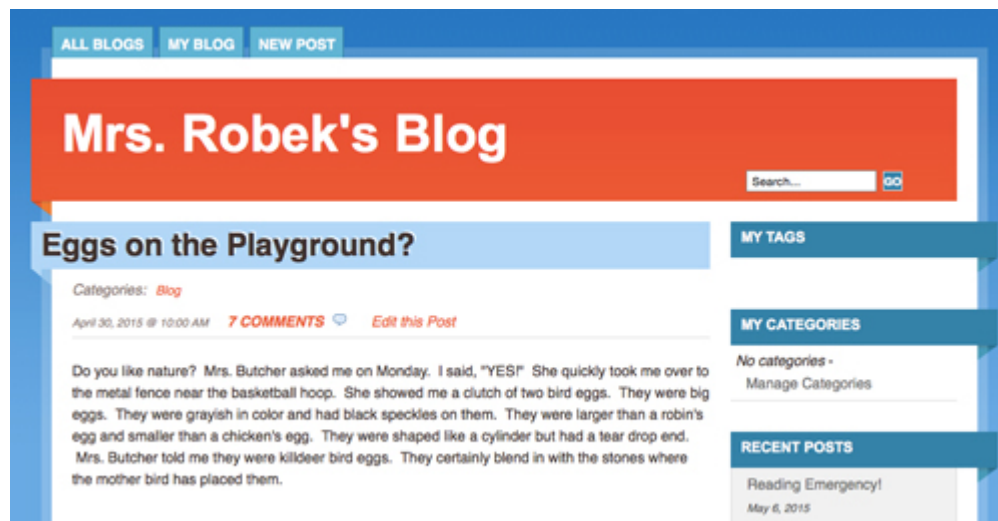 ALL BLOGS MY BLOG NEW POST
Mrs. Robek's Blog
Search... GO
Eggs on the Playground?
Categories: Blog
April 30, 2015 @ 10:00 AM 7 COMMENTS Edit this Post
Do you like nature? Mrs. Butcher asked me on Monday. I said, "YES!" She quickly took me over to
the metal fence near the basketball hoop. She showed me a clutch of two bird eggs. They were big
eggs. They were grayish in color and had black speckles on them. They were larger than a robin's
egg and smaller than a chicken's egg. They were shaped like a cylinder but had a tear drop end.
Mrs. Butcher told me they were killdeer bird eggs. They certainly blend in with the stones where
the mother bird has placed them.
MY TAGS
MY CATEGORIES
No categories -
Manage Categories
RECENT POSTS
Reading Emergency!
May 6, 2015